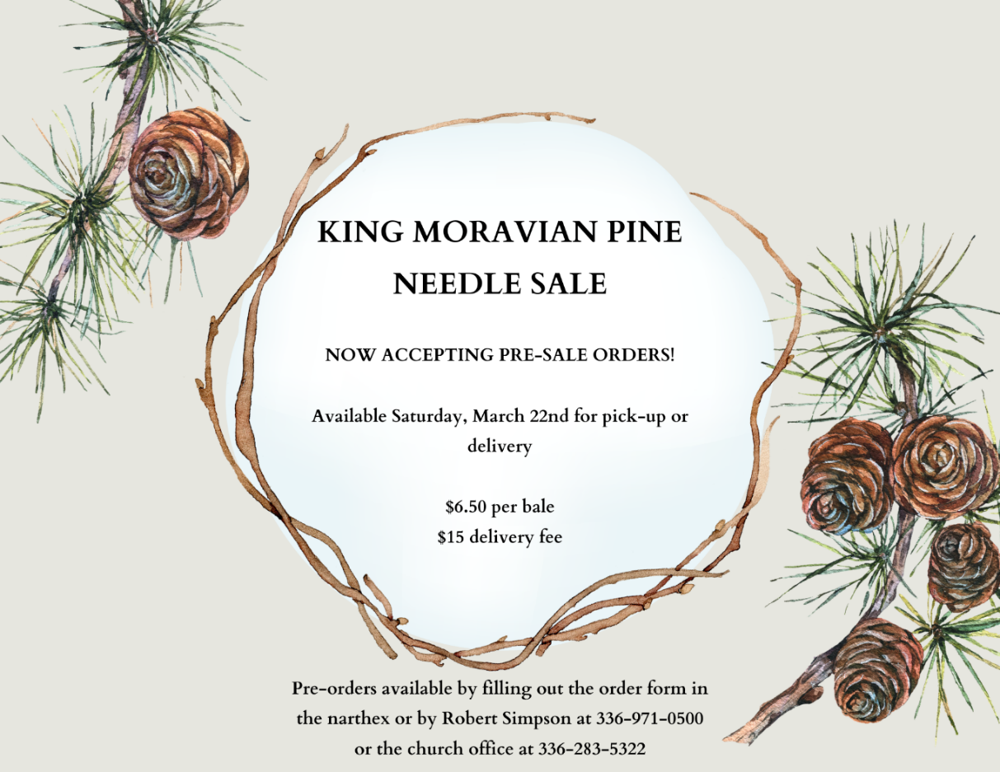 KING MORAVIAN PINE
NEEDLE SALE
NOW ACCEPTING PRE-SALE ORDERS!
Available Saturday, March 22nd for pick-up or
delivery
$6.50 per bale
$15 delivery fee
Pre-orders available by filling out the order form in
the narthex or by Robert Simpson at 336-971-0500
or the church office at 336-283-5322